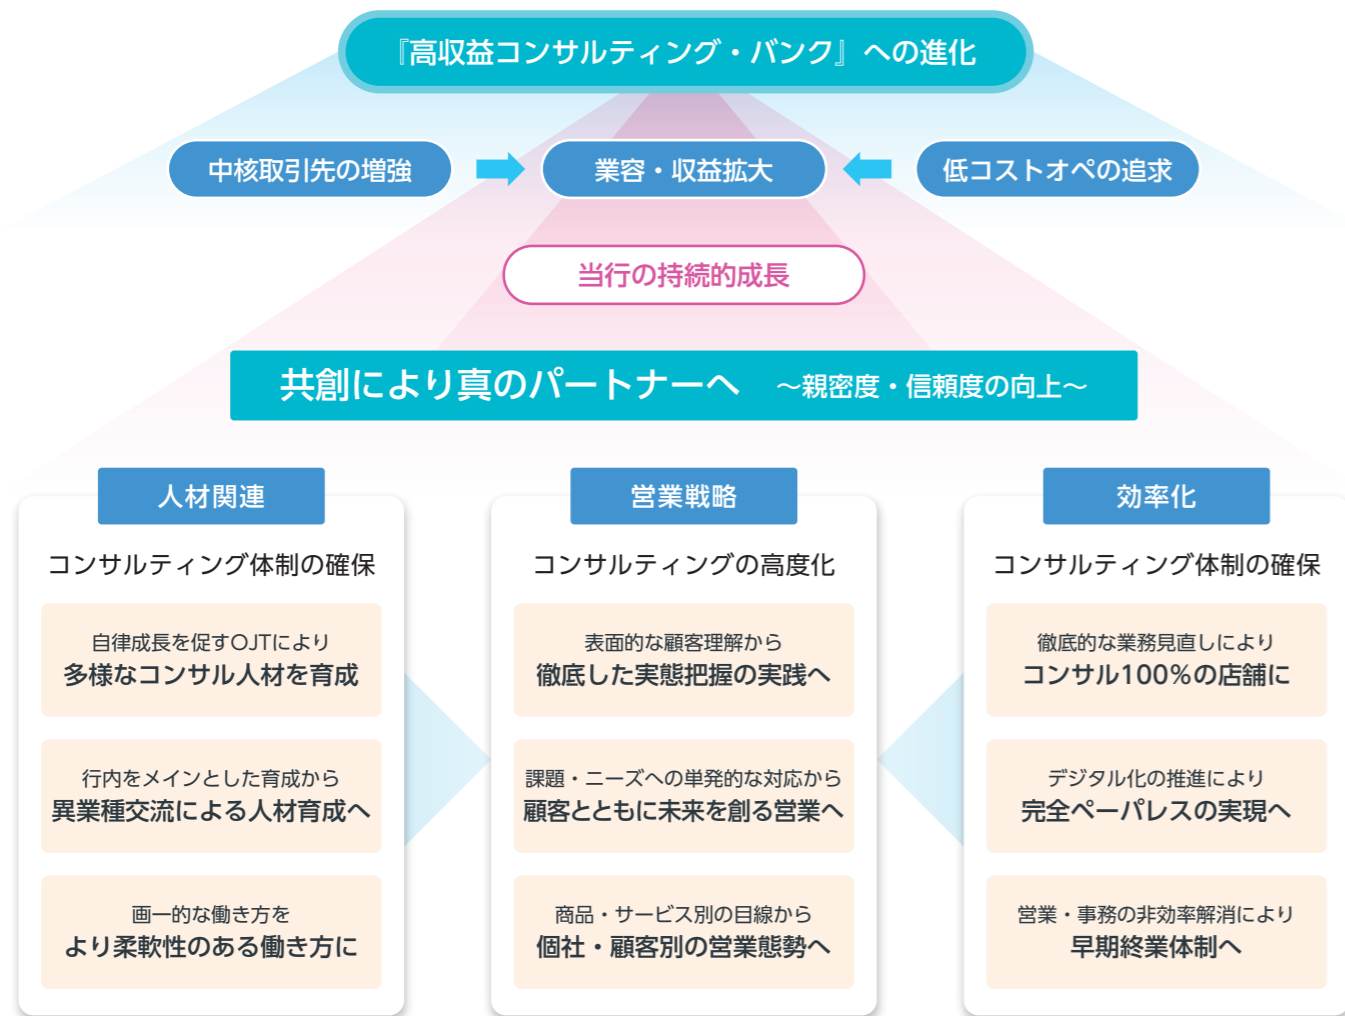 『高収益コンサルティング・バンク』への進化
中核取引先の増強
業容・収益拡大
低コストオペの追求
当行の持続的成長
共創により真のパートナーへ ～親密度・信頼度の向上～
人材関連
コンサルティング体制の確保
自律成長を促すOJTにより
多様なコンサル人材を育成
行内をメインとした育成から
異業種交流による人材育成へ
画一的な働き方を
より柔軟性のある働き方に
営業戦略
コンサルティングの高度化
表面的な顧客理解から
徹底した実態把握の実践へ
課題・ニーズへの単発的な対応から
顧客とともに未来を創る営業へ
商品・サービス別の目線から
個社・顧客別の営業態勢へ
効率化
コンサルティング体制の確保
徹底的な業務見直しにより
コンサル100％の店舗に
デジタル化の推進により
完全ペーパレスの実現へ
営業・事務の非効率解消により
早期終業体制へ